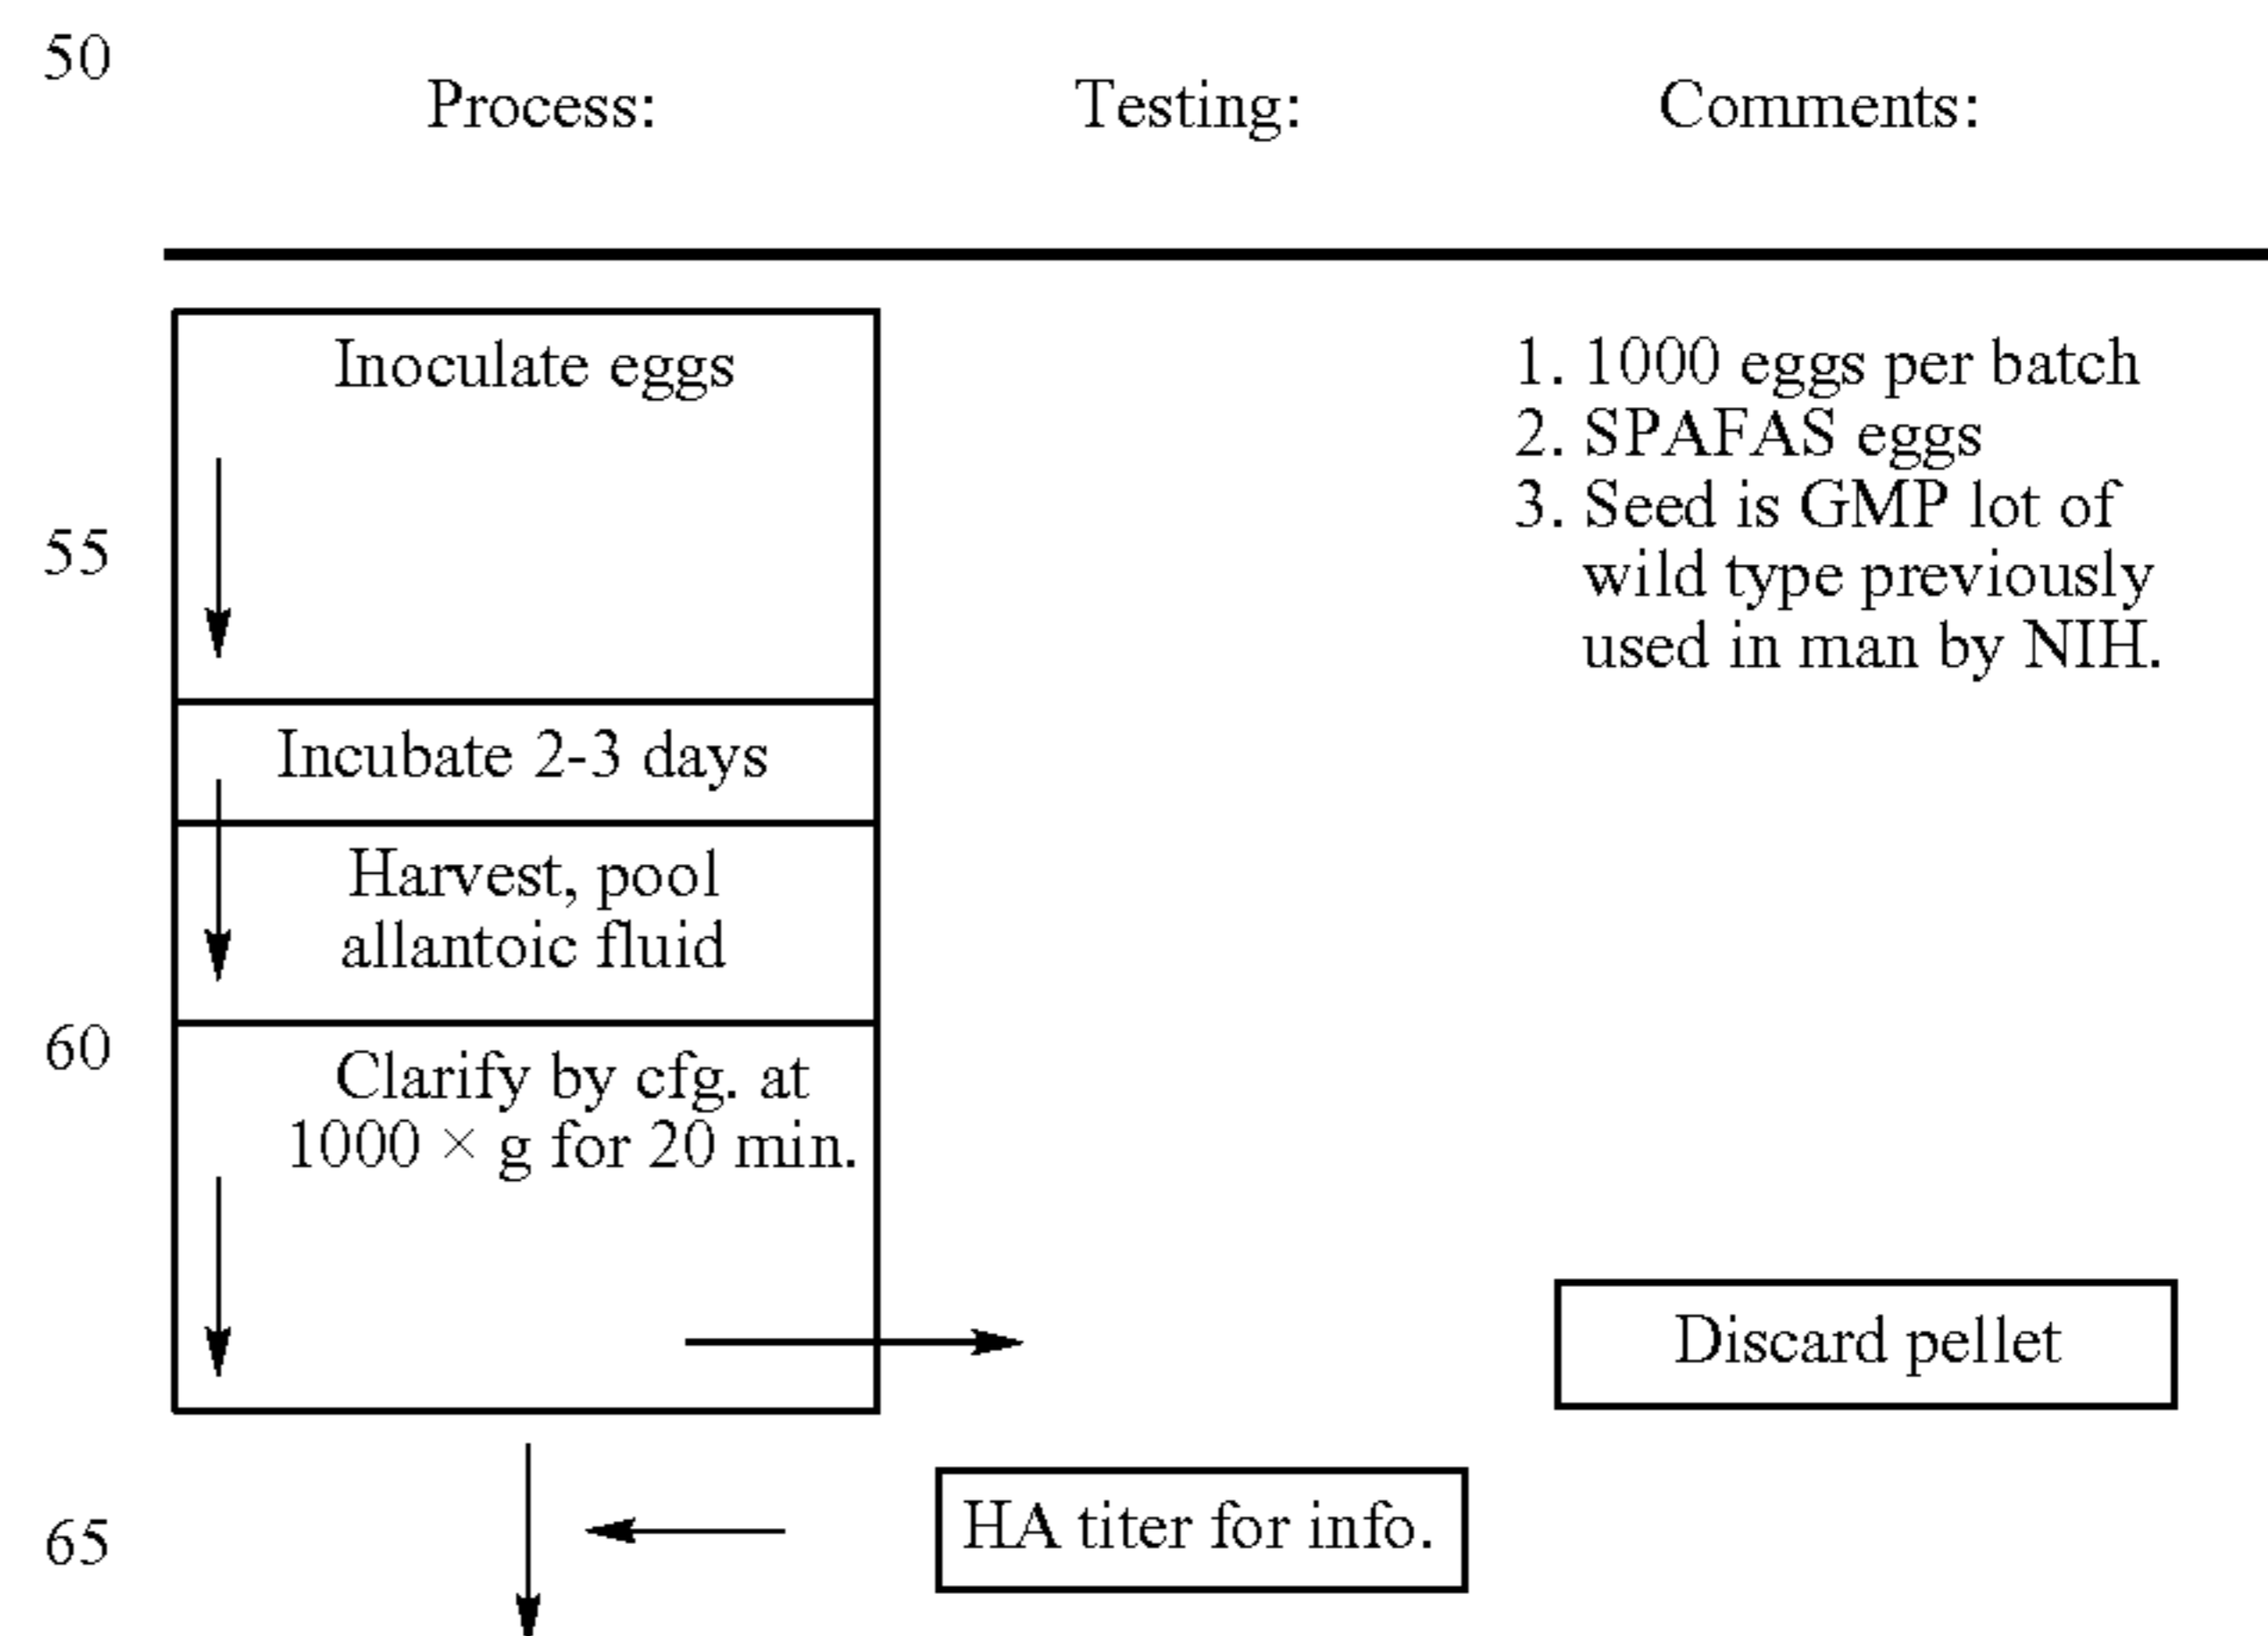 50
Process: Testing: Comments:
Inoculate eggs
1. 1000 eggs per batch
2. SPAFAS eggs
3. Seed is GMP lot of
55
wild type previously
used in man by NIH.
Incubate 2-3 days
Harvest, pool
allantoic fluid
60
Clarify by cfg. at
1000 × g for 20 min.
Discard pellet
65
HA titer for info.